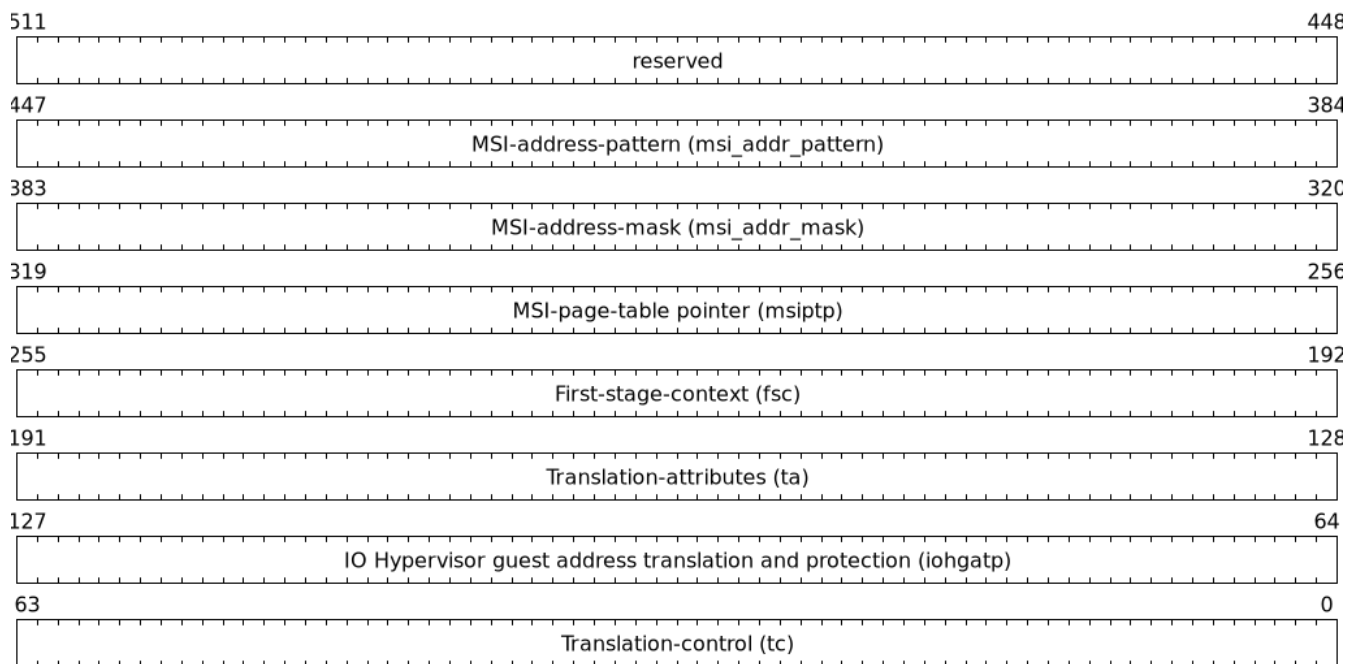 511 448
reserved
447 384
MSI-address-pattern (msi_addr_pattern)
383 320
MSI-address-mask (msi_addr_mask)
319 256
MSI-page-table pointer (msiptp)
255 192
First-stage-context (fsc)
191 128
Translation-attributes (ta)
127 64
IO Hypervisor guest address translation and protection (iohgatp)
63 0
Translation-control (tc)